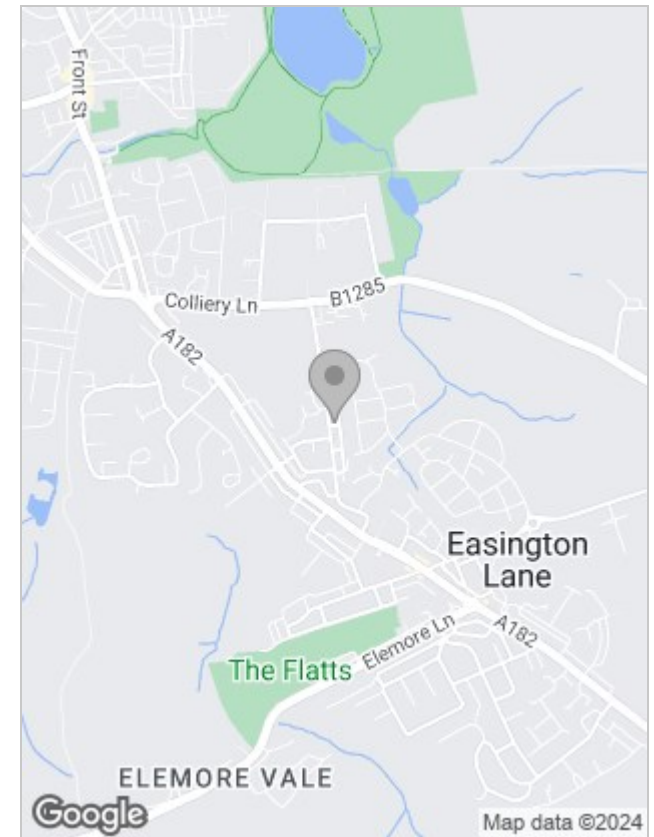 Front St
Colliery Ln
B1285
A182
Easington
Lane
Elemore Ln
A182
The Flatts
ELEMORE VALE
Google
Map data ©2024